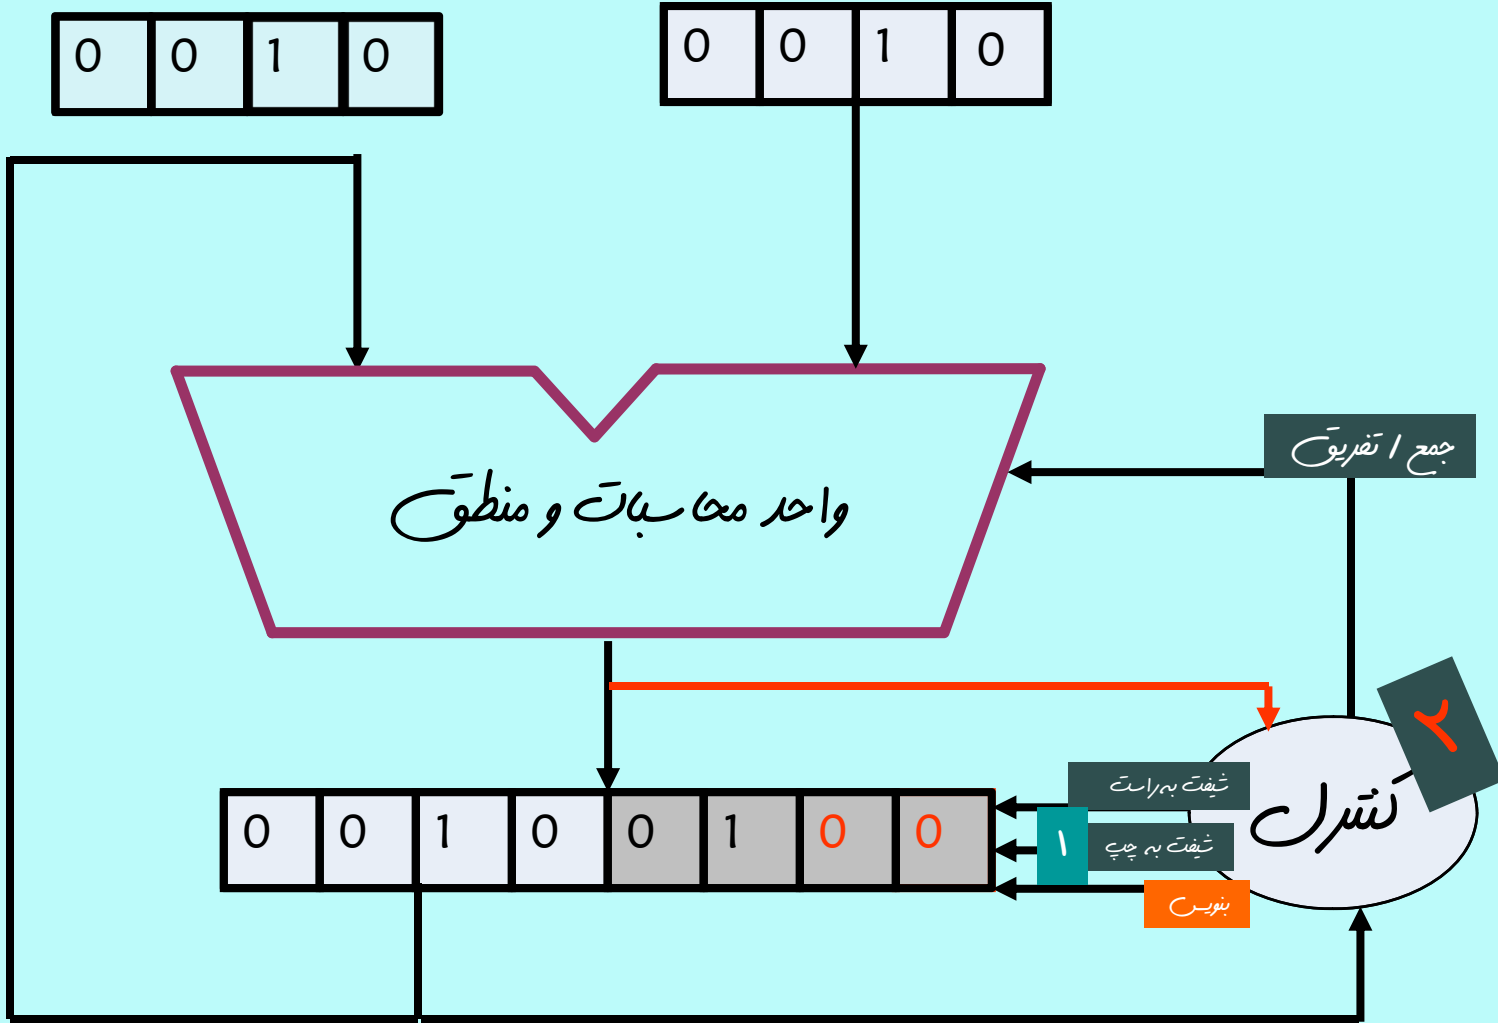 0 0 1 0
0 0 1 0
جمع / تفریق
واحد محاسبات و منطق
۲
شیفت به راست
کنترل
0 0 1 0 0 1 0 0
۱
شیفت به چپ
بنویس